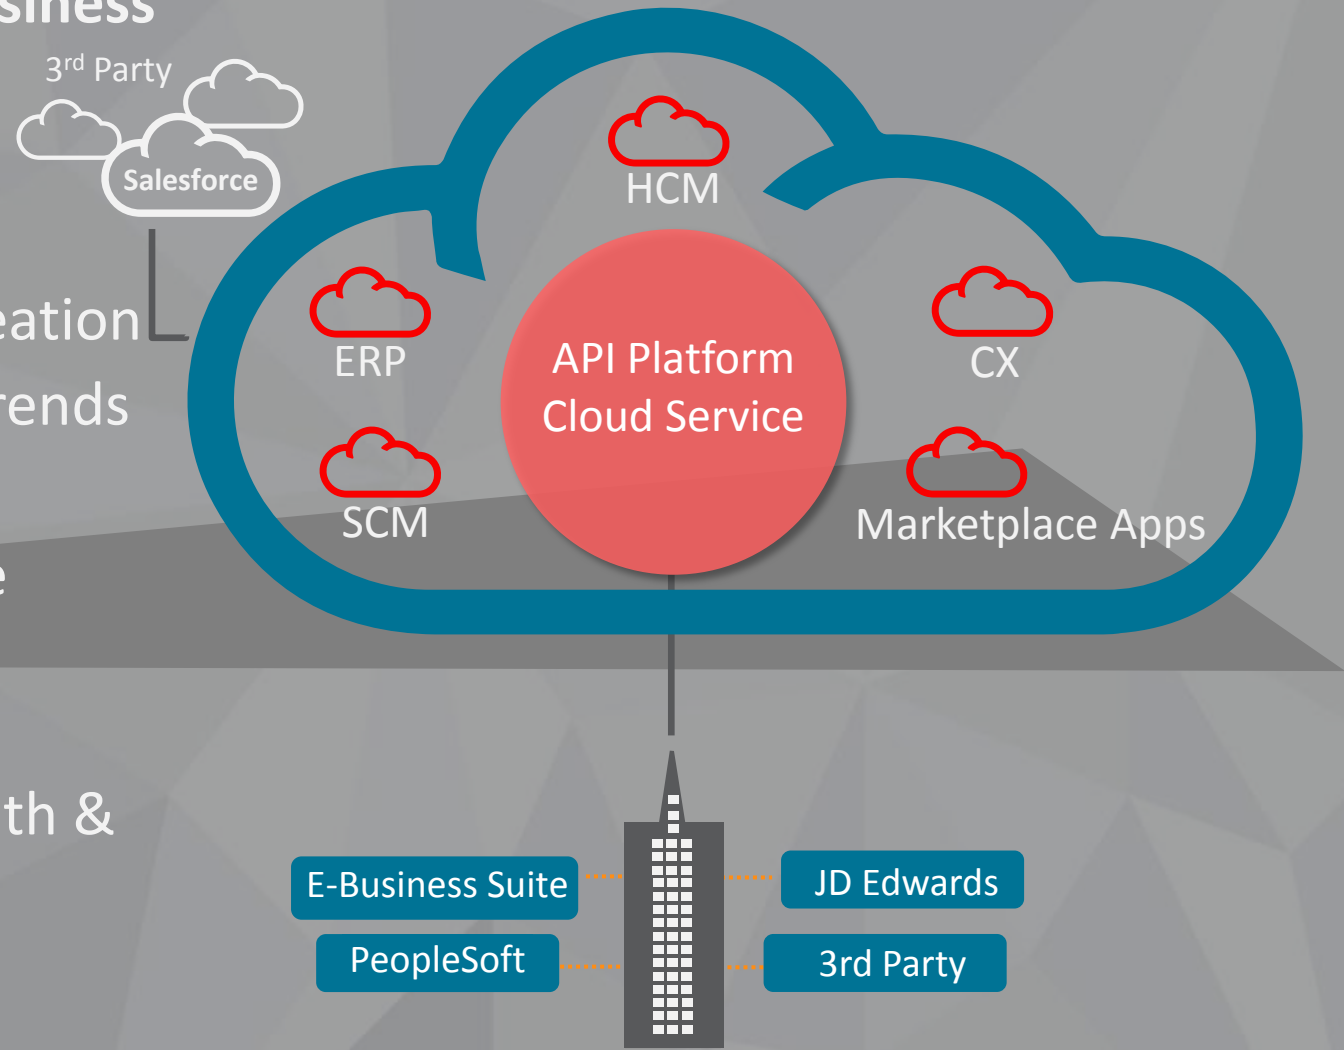 siness
3rd Party
Salesforce
eation
rends
e
th &
HCM
ERP
API Platform
Cloud Service
CX
SCM
Marketplace Apps
E-Business Suite
JD Edwards
PeopleSoft
3rd Party